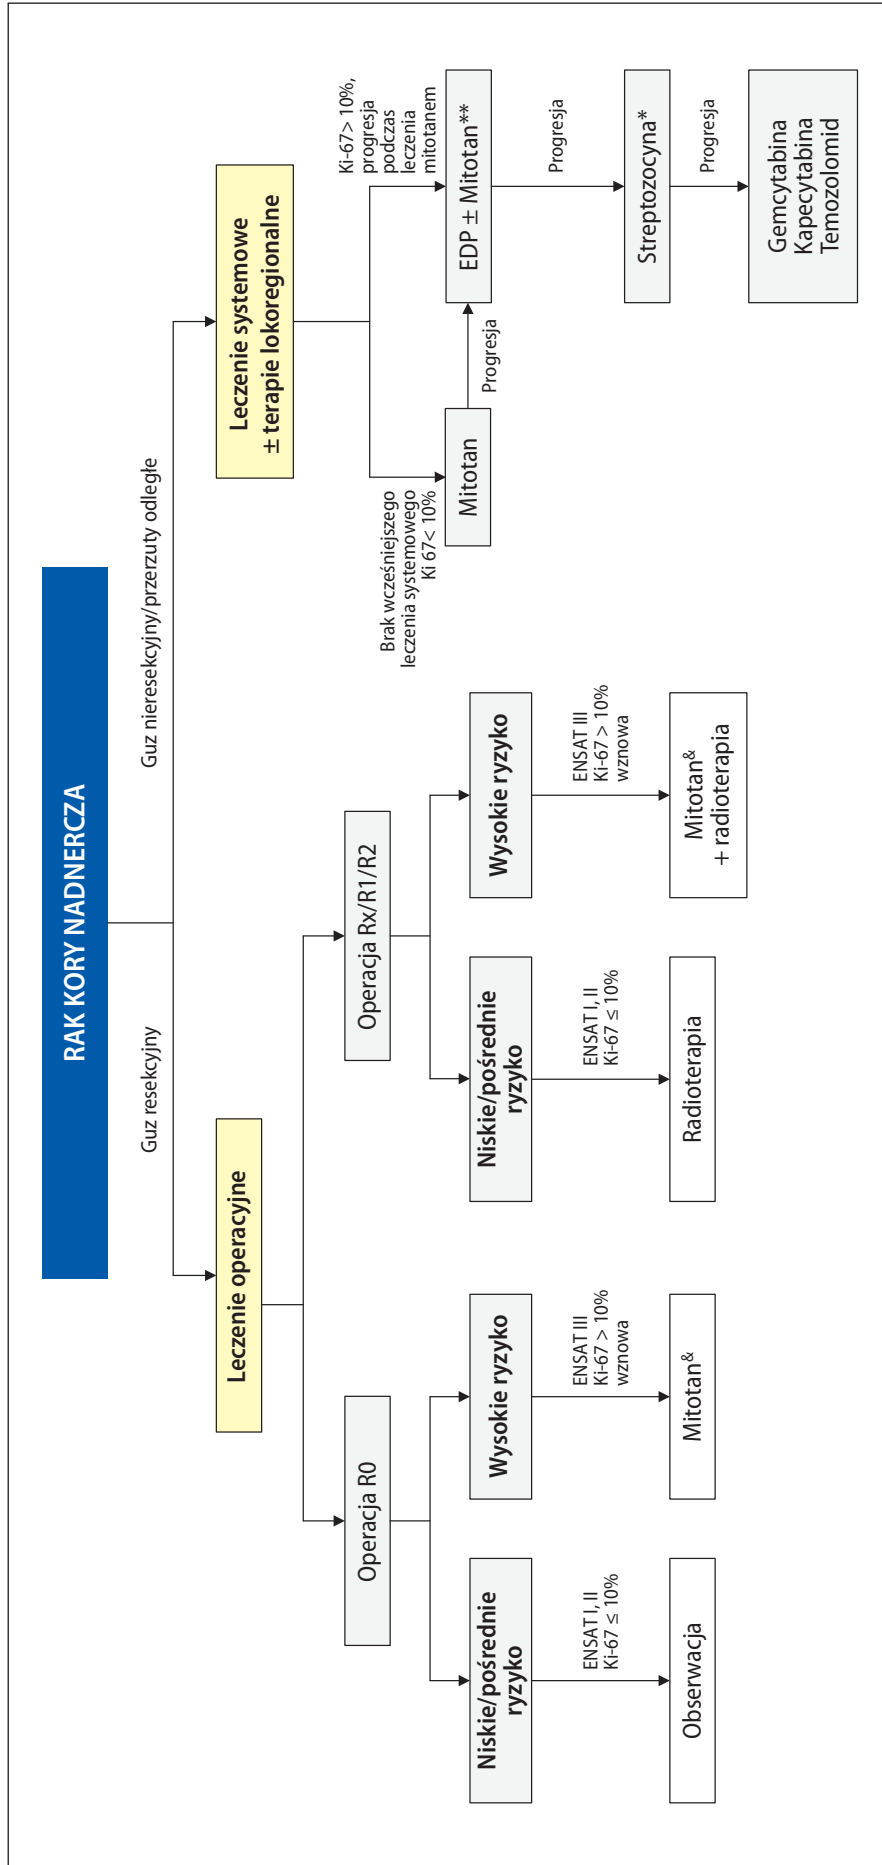 RAK KORY NADNERCZA
Guz resekcyjny
Guz nieresekcyjny/przerzuty odległe
Leczenie operacyjne
Leczenie systemowe
± terapie lokoregionalne
Operacja R0
Operacja Rx/R1/R2
Niskie/pośrednie
ryzyko
Wysokie ryzyko
Niskie/pośrednie
ryzyko
Wysokie ryzyko
ENSAT I, II
Ki-67 ≤ 10%
ENSAT III
Ki-67 > 10%
wznowa
ENSAT I, II
Ki-67 ≤ 10%
ENSAT III
Ki-67 > 10%
wznowa
Obserwacja
Mitotan&
Radioterapia
Mitotan&
+ radioterapia
Brak wcześniejszego
leczenia systemowego
Ki 67< 10%
Ki-67> 10%,
progresja
podczas
leczenia
mitotanem
Mitotan
Progresja
EDP ± Mitotan**
Progresja
Streptozocyna*
Progresja
Gemcytabina
Kapecytabina
Temozolomid